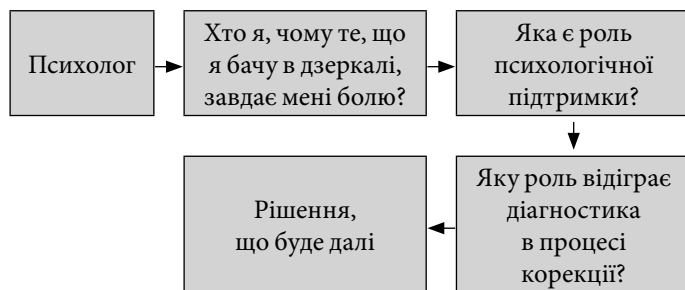 Психолог
Хто я, чому те, що
я бачу в дзеркалі,
завдає мені болю?
Яка є роль
психологічної
підтримки?
Яку роль відіграє
діагностика
в процесі
корекції?
Рішення,
що буде далі